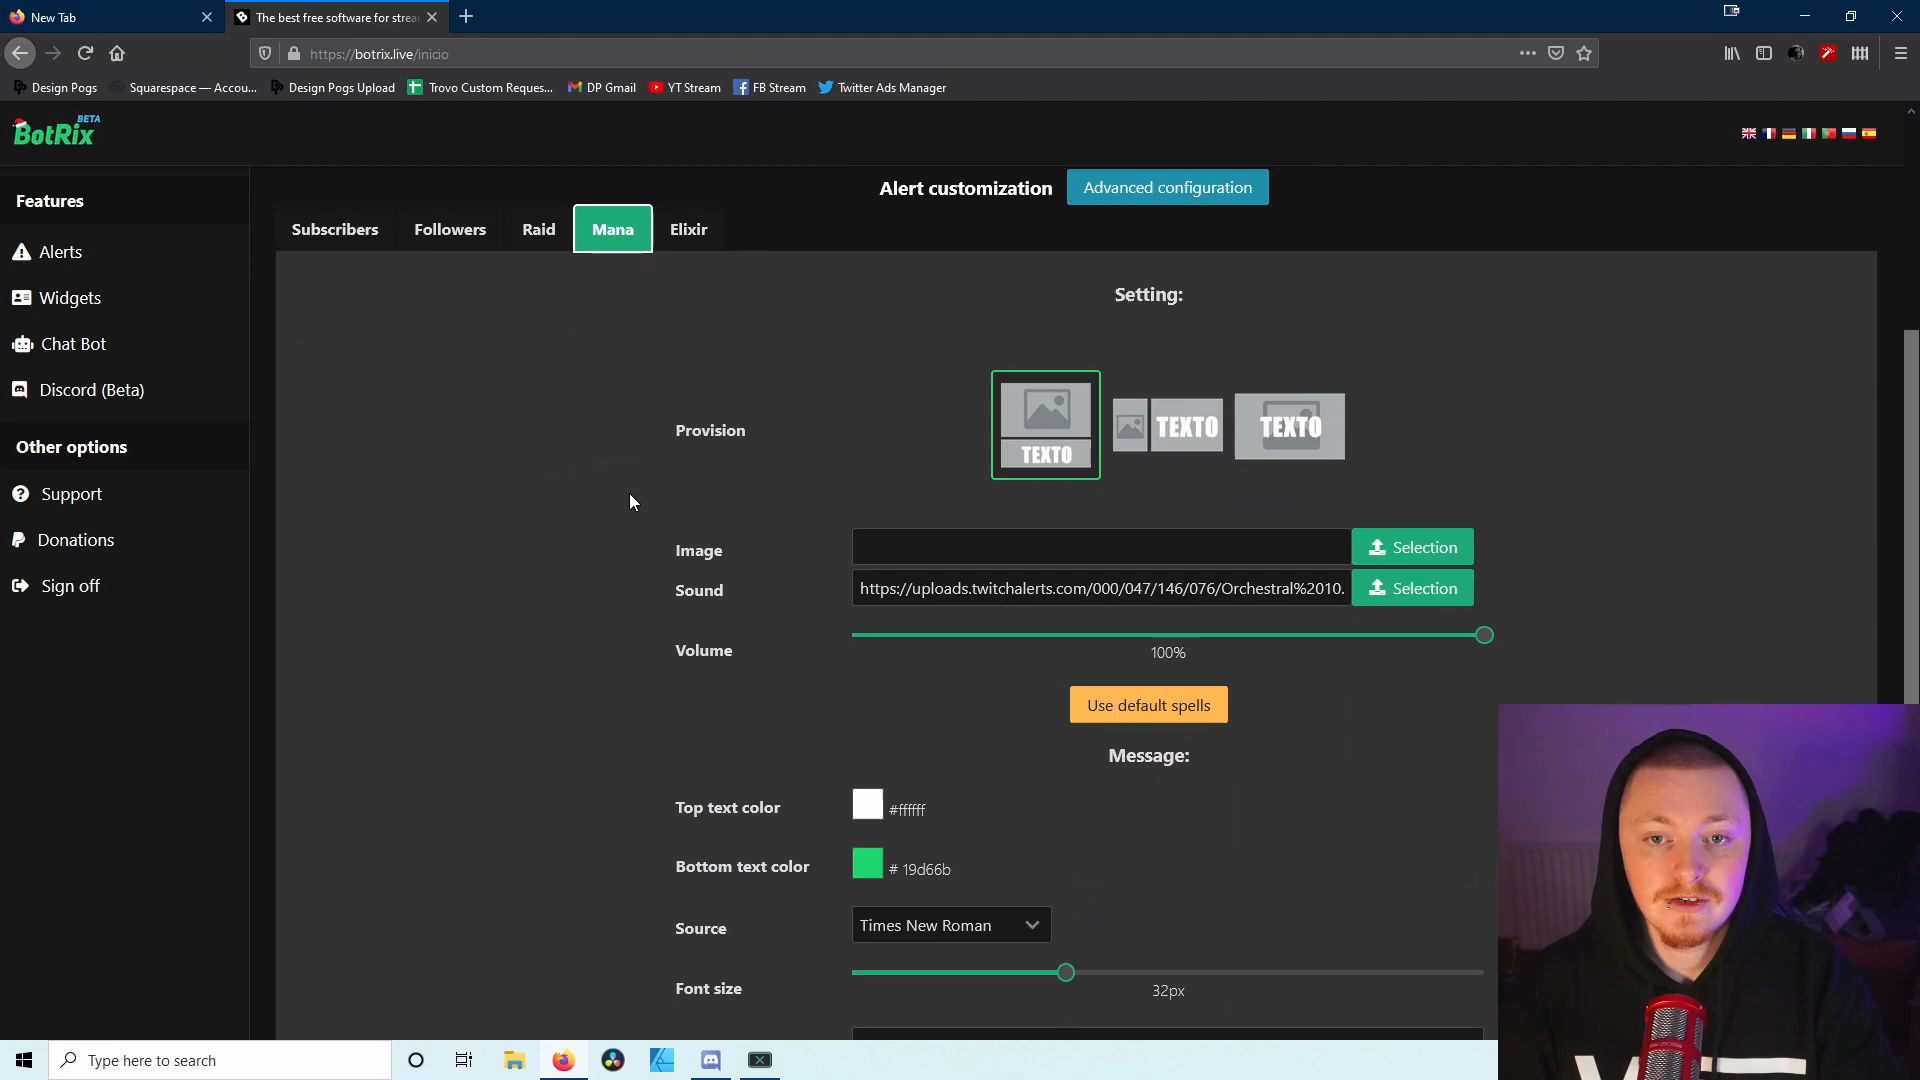 New Tab
The best free software for strea
https://botrix.live/inicio
Design Pogs
Squarespace — Accou...
Design Pogs Upload
Trovo Custom Reques...
DP Gmail
YT Stream
FB Stream
Twitter Ads Manager
BotRix
BETA
Features
Alerts
Widgets
Chat Bot
Discord (Beta)
Other options
Support
Donations
Sign off
Alert customization
Advanced configuration
Subscribers
Followers
Raid
Mana
Elixir
Setting:
Provision
TEXTO
TEXTO
TEXTO
Image
Selection
Sound
https://uploads.twitchalerts.com/000/047/146/076/Orchestral%2010.
Selection
Volume
100%
Use default spells
Message:
Top text color
#ffffff
Bottom text color
# 19d66b
Source
Times New Roman
Font size
32px
Type here to search